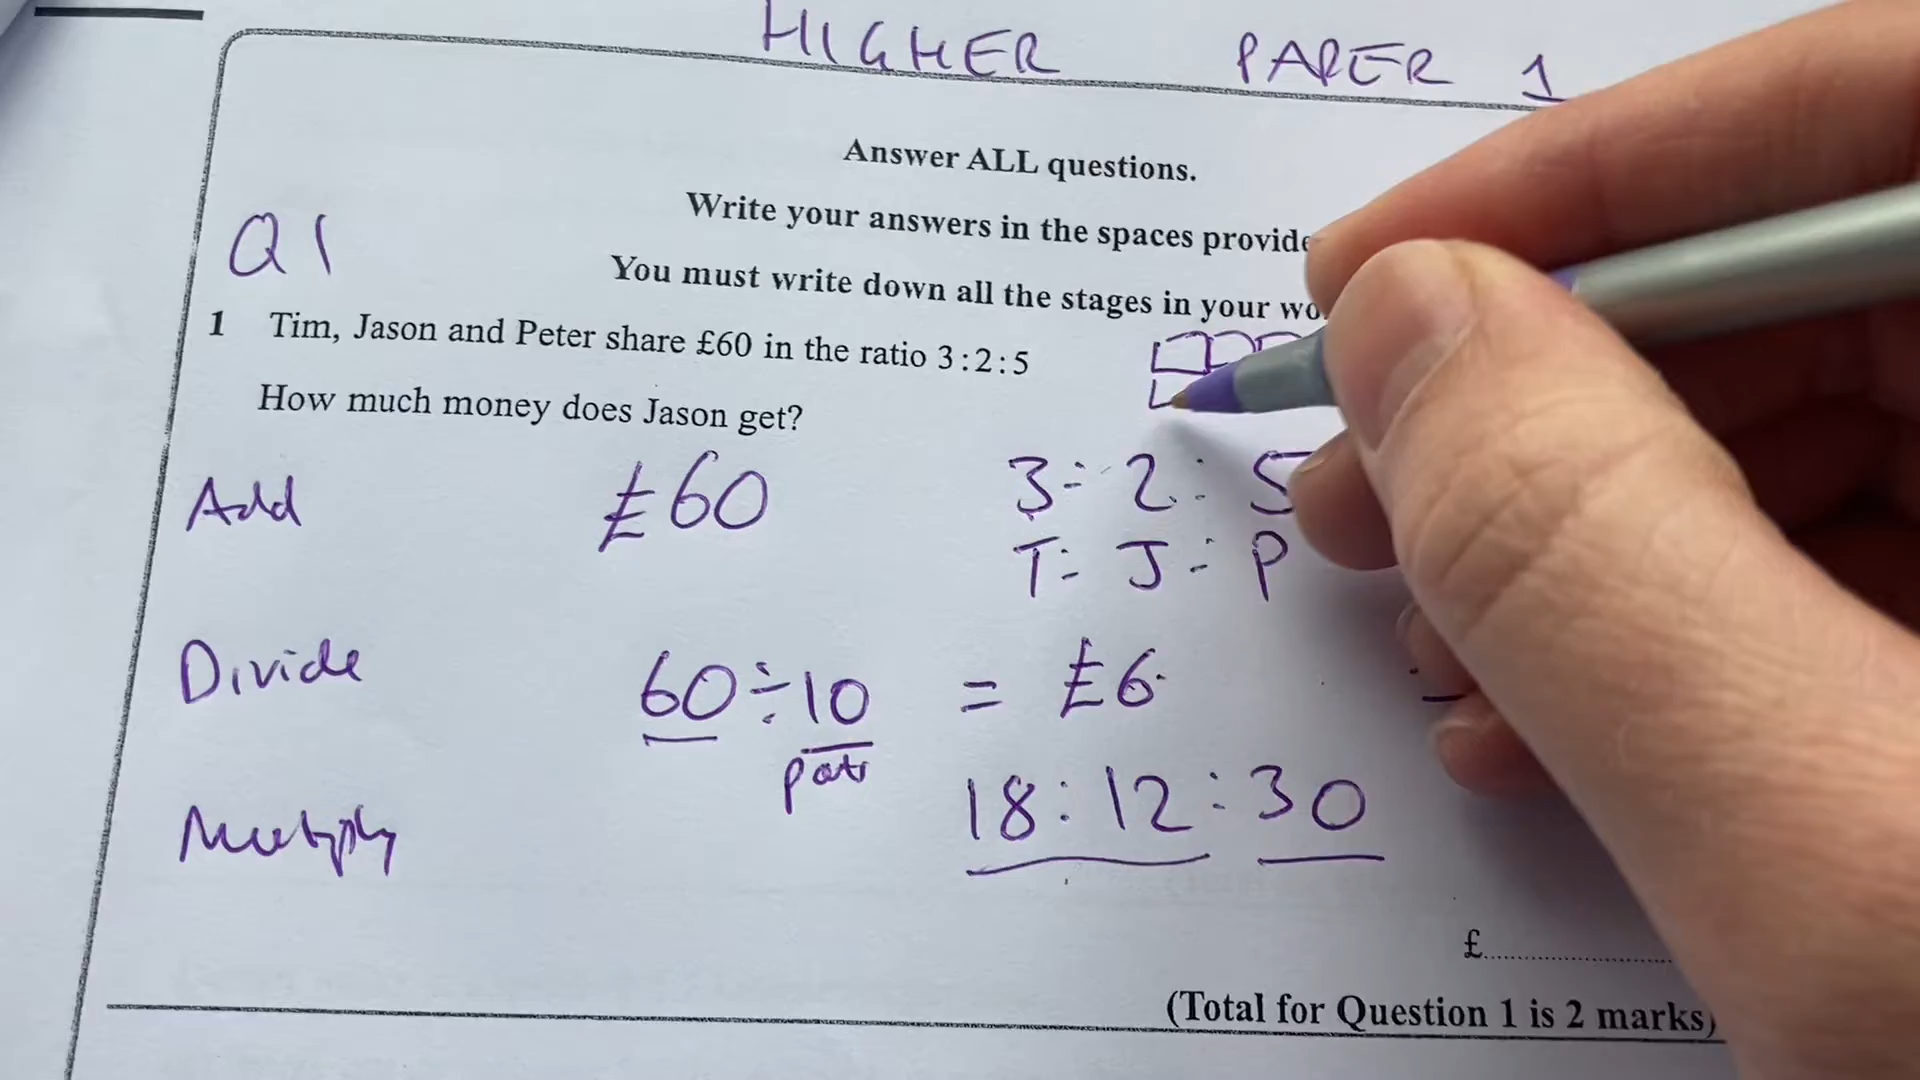 HIGHER PAPER 1
Answer ALL questions.
Write your answers in the spaces
You must write down all the stages in your
Q1
1 Tim, Jason and Peter share £60 in the ratio 3 : 2 : 5
How much money does Jason get?
Add £60 3 : 2 : 5
T : J : P
Divide 60 ÷ 10 = £6
18 : 12 : 30
Multiply
£
(Total for Question 1 is 2 marks)